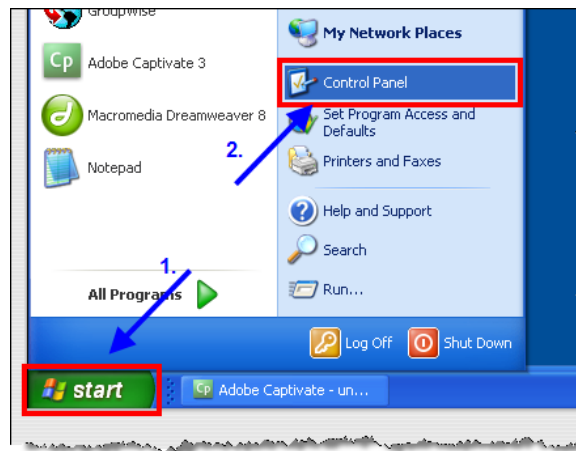 Groupwise
My Network Places
Cp
Adobe Captivate 3
Control Panel
Macromedia Dreamweaver 8
Set Program Access and
Defaults
2.
Notepad
Printers and Faxes
Help and Support
Search
1.
All Programs
Run...
Log Off
Shut Down
start
Cp
Adobe Captivate - un...